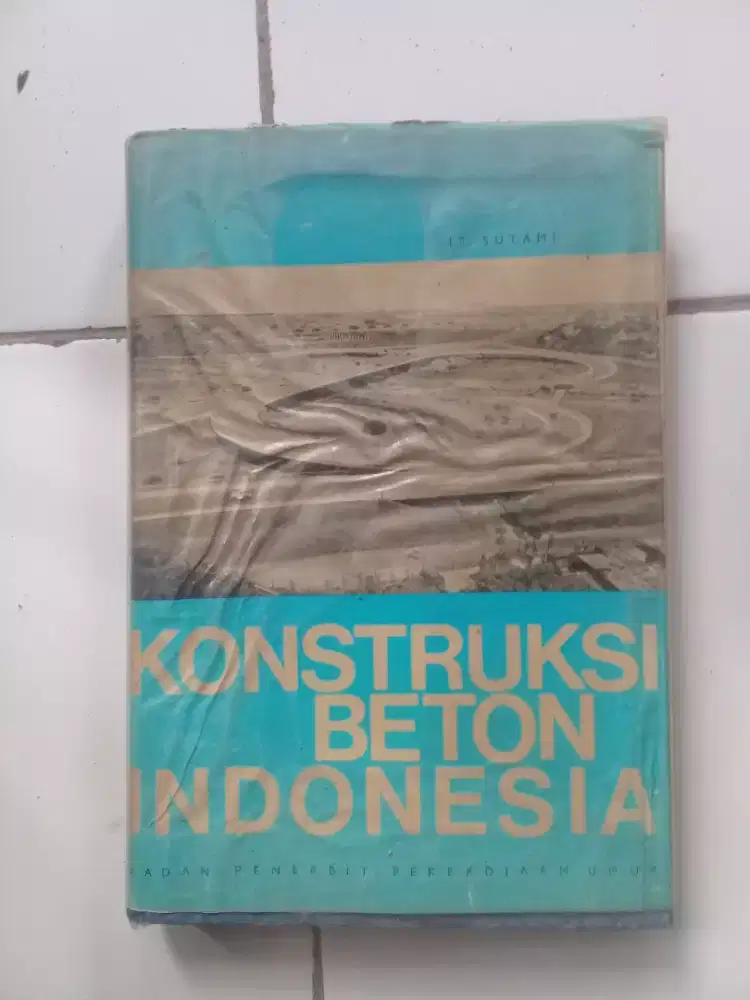 Ir. SUTAMI
KONSTRUKSI
BETON
INDONESIA
BADAN PENERBIT PEKERDJAAN UMUM